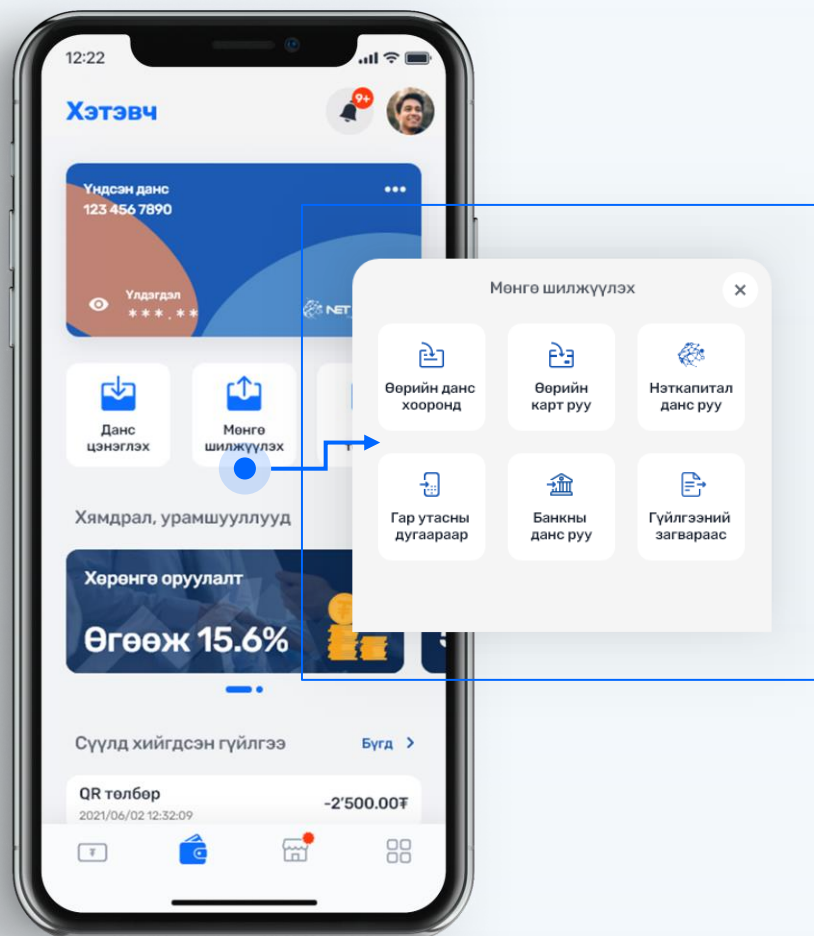 12:22
Хэтэвч
9+
Үндсэн данс
123 456 7890
Үлдэгдэл
***.**
NET
Данс
цэнэглэх
Мөнгө
шилжүүлэх
Мөнгө шилжүүлэх
Өөрийн данс
хооронд
Өөрийн
карт руу
Нэткапитал
данс руу
Гар утасны
дугаараар
Банкны
данс руу
Гүйлгээний
загвараас
Хямдрал, урамшууллууд
Хөрөнгө оруулалт
Өгөөж 15.6%
Сүүлд хийгдсэн гүйлгээ
Бүгд
QR төлбөр
-2'500.00₮
2021/06/02 12:32:09
₮